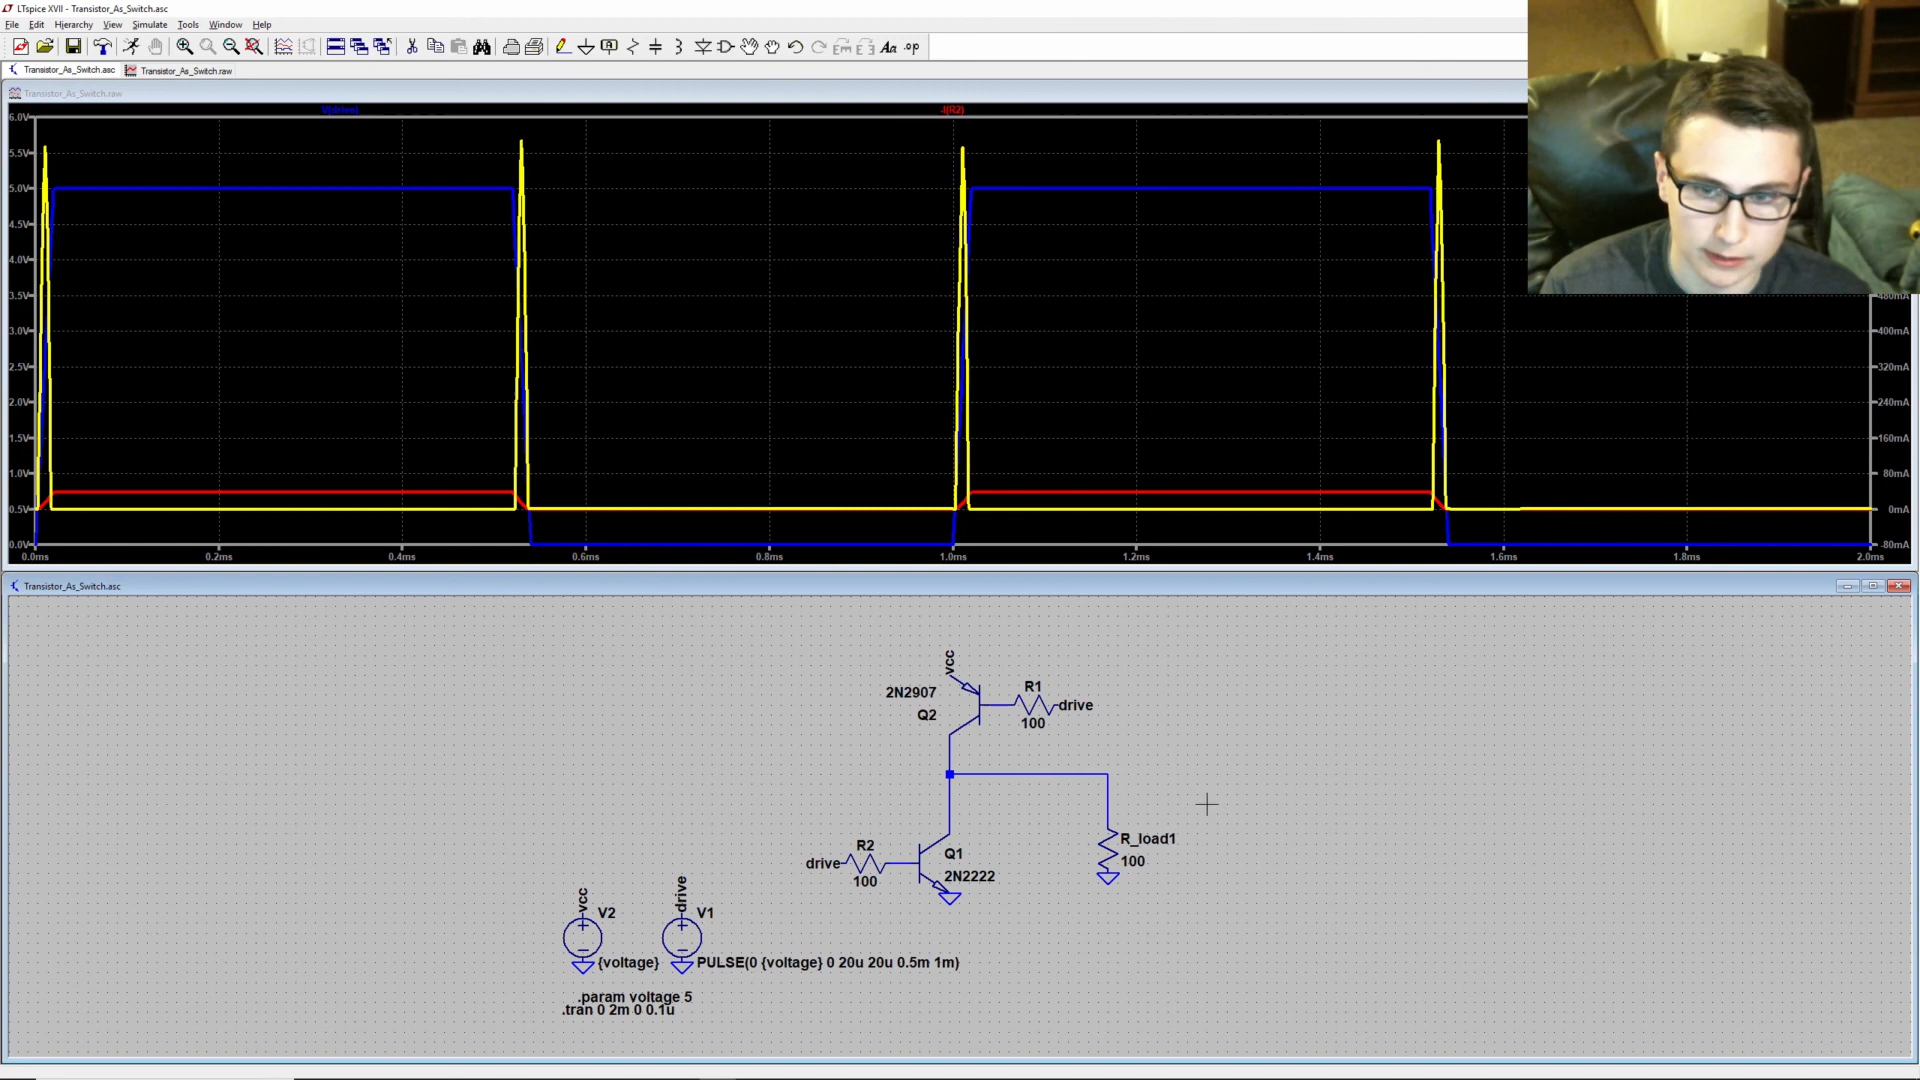 LTspice XVII - Transistor_As_Switch.asc
File Edit Hierarchy View Simulate Tools Window Help
Transistor_As_Switch.asc Transistor_As_Switch.raw
Transistor_As_Switch.raw
V(drive) -I(R2)
6.0V
5.5V
5.0V
4.5V
4.0V
3.5V 480mA
3.0V 400mA
2.5V 320mA
2.0V 240mA
1.5V 160mA
1.0V 80mA
0.5V 0mA
0.0V -80mA
0.0ms 0.2ms 0.4ms 0.6ms 0.8ms 1.0ms 1.2ms 1.4ms 1.6ms 1.8ms 2.0ms
Transistor_As_Switch.asc
vcc
2N2907 R1
Q2 drive
100
R2 Q1 R_load1
drive 100
100 2N2222
vcc drive
V2 V1
{voltage} PULSE(0 {voltage} 0 20u 20u 0.5m 1m)
.param voltage 5
.tran 0 2m 0 0.1u